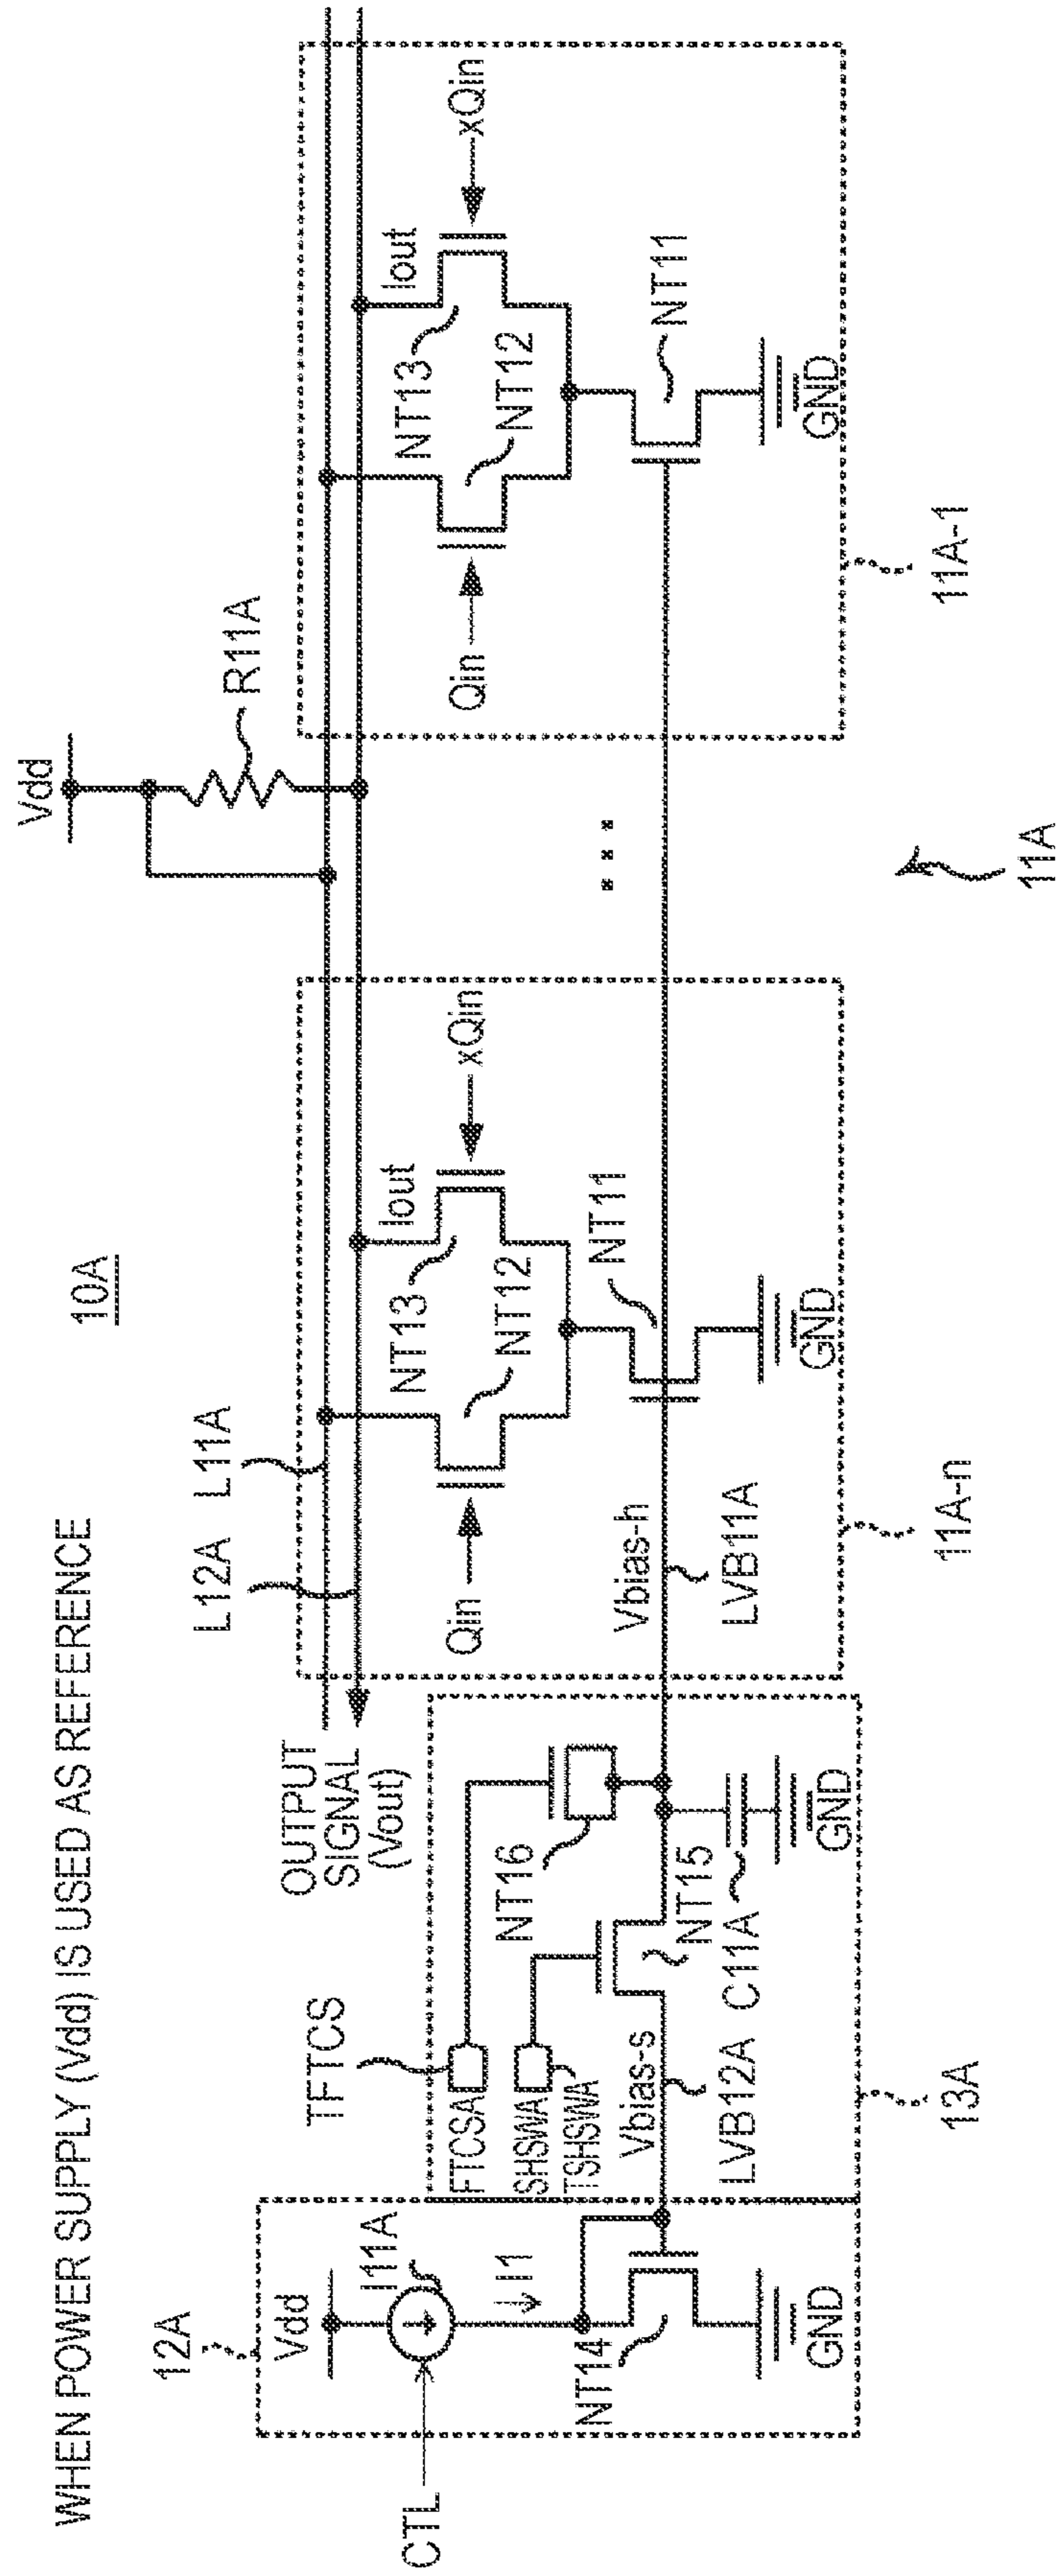 WHEN POWER SUPPLY (Vdd) IS USED AS REFERENCE
10A
12A
Vdd
I11A
CTL
I1
NT14
GND
TFTCS
FTCSA
SHSWA
TSHSWA
Vbias-s
LVB12A
NT16
NT15
C11A
GND
13A
OUTPUT
SIGNAL
(Vout)
L12A
L11A
Qin
NT13
NT12
Iout
xQin
NT11
Vbias-h
LVB11A
GND
11A-n
Vdd
R11A
...
11A
Qin
NT13
NT12
Iout
xQin
NT11
GND
11A-1